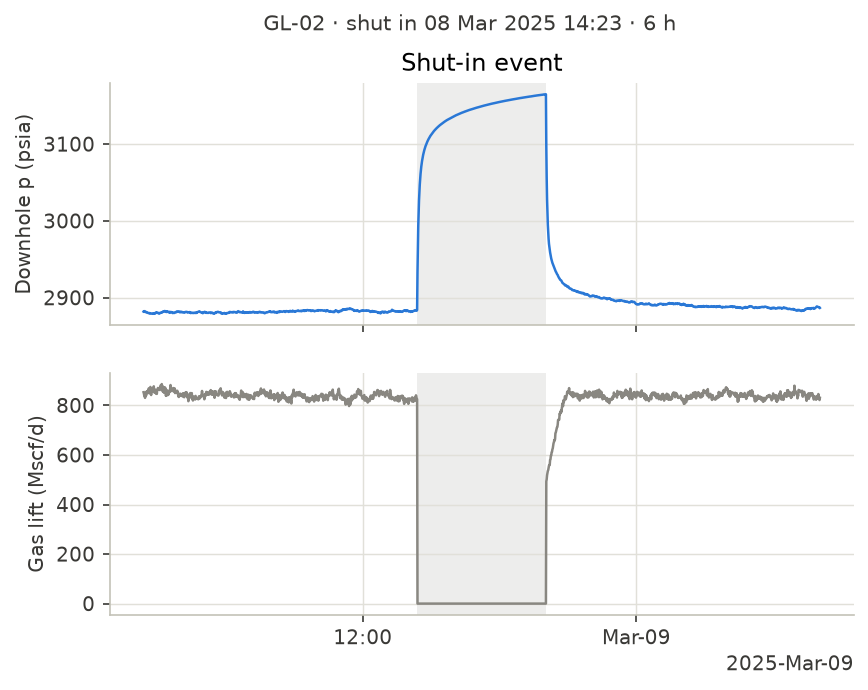 GL-02 · shut in 08 Mar 2025 14:23 · 6 h
Shut-in event
Downhole p (psia)
3100
3000
2900
Gas lift (Mscf/d)
800
600
400
200
0
12:00
Mar-09
2025-Mar-09